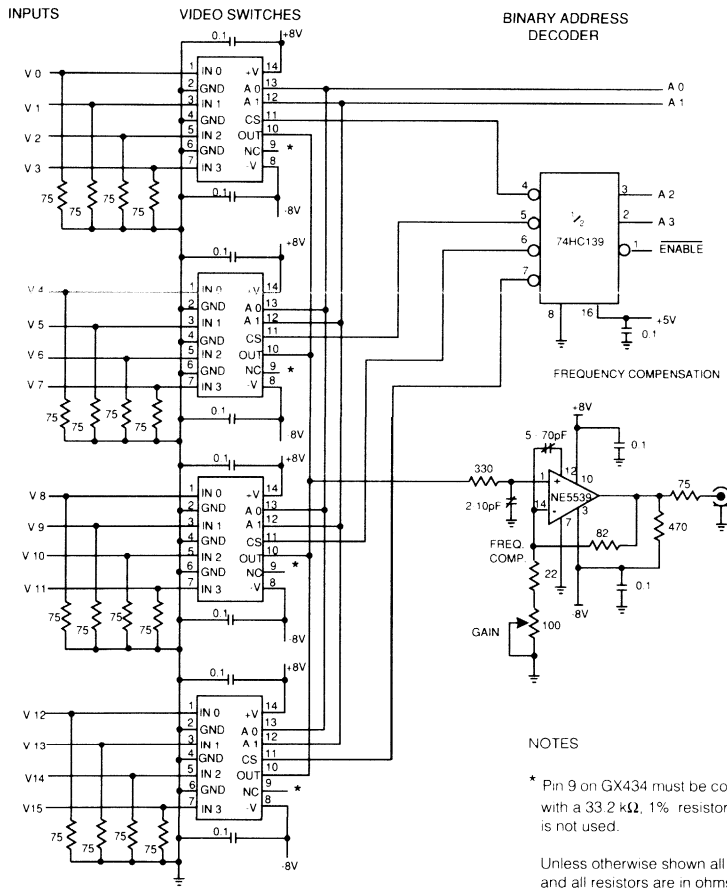 INPUTS
VIDEO SWITCHES
BINARY ADDRESS
DECODER
0.1
+8V
V 0
V 1
V 2
V 3
1 IN 0
2 GND
3 IN 1
4 GND
5 IN 2
6 GND
7 IN 3
+V 14
A 0 13
A 1 12
CS 11
OUT 10
NC 9 *
-V 8
75
75
75
75
0.1
-8V
A 0
A 1
4
5
6
7
1/2
74HC139
3 A 2
2 A 3
1 ENABLE
8
16
+5V
0.1
0.1
+8V
V 4
V 5
V 6
V 7
1 IN 0
2 GND
3 IN 1
4 GND
5 IN 2
6 GND
7 IN 3
+V 14
A 0 13
A 1 12
CS 11
OUT 10
NC 9 *
-V 8
75
75
75
75
0.1
-8V
FREQUENCY COMPENSATION
+8V
5 - 70pF
0.1
330
2 10pF
1
+
14
-
12
10
NE5539
3
7
75
82
470
FREQ.
COMP.
22
0.1
-8V
100
GAIN
0.1
+8V
V 8
V 9
V 10
V 11
1 IN 0
2 GND
3 IN 1
4 GND
5 IN 2
6 GND
7 IN 3
+V 14
A 0 13
A 1 12
CS 11
OUT 10
NC 9 *
-V 8
75
75
75
75
0.1
-8V
0.1
+8V
V 12
V 13
V14
V15
1 IN 0
2 GND
3 IN 1
4 GND
5 IN 2
6 GND
7 IN 3
+V 14
A 0 13
A 1 12
CS 11
OUT 10
NC 9 *
-V 8
75
75
75
75
0.1
-8V
NOTES
* Pin 9 on GX434 must be co
with a 33.2 kΩ, 1% resistor
is not used.
Unless otherwise shown all
and all resistors are in ohms